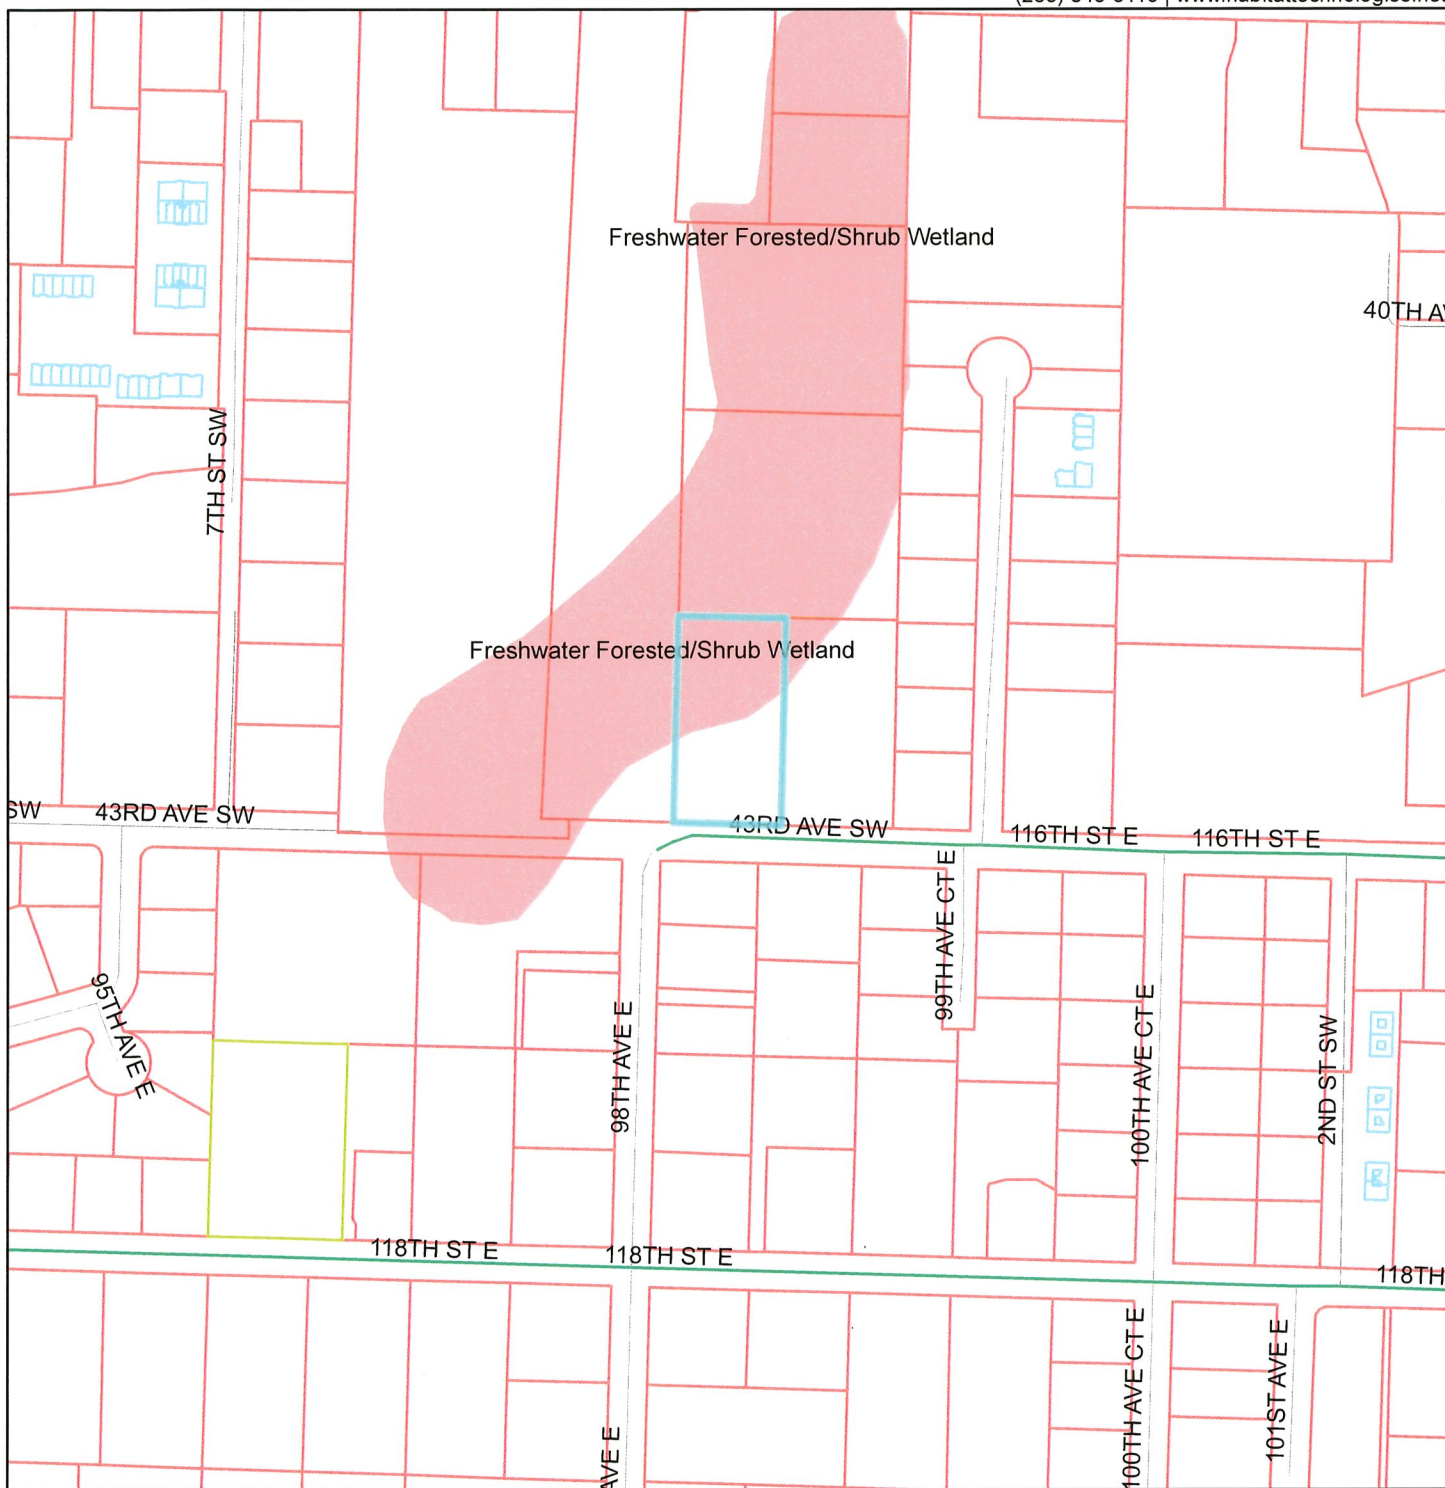 Freshwater Forested/Shrub Wetland
40TH AV
7TH ST SW
Freshwater Forested/Shrub Wetland
SW
43RD AVE SW
43RD AVE SW
116TH ST E
116TH ST E
99TH AVE CT E
95TH AVE E
98TH AVE E
100TH AVE CT E
2ND ST SW
118TH ST E
118TH ST E
118TH
100TH AVE CT E
101ST AVE E
AVE E